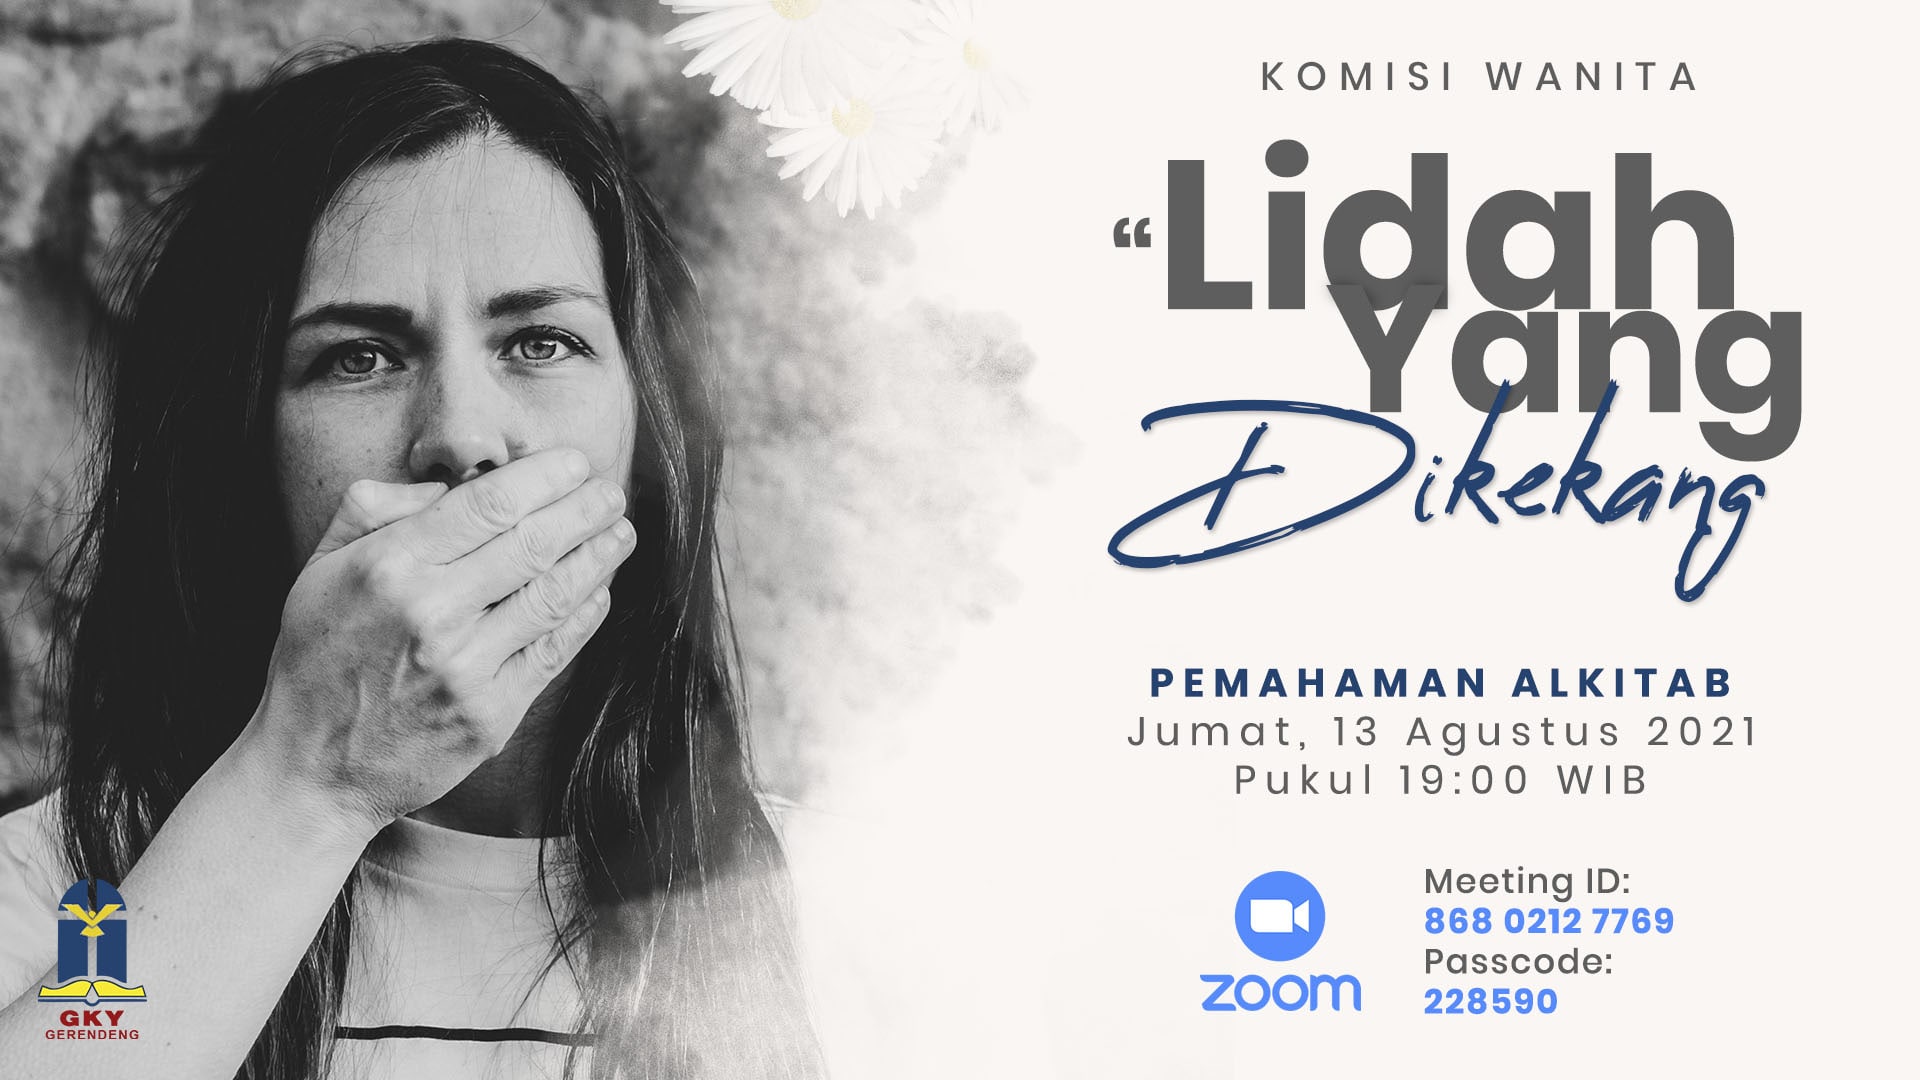 KOMISI WANITA
“Lidah
Yang
Dikekang
PEMAHAMAN ALKITAB
Jumat, 13 Agustus 2021
Pukul 19:00 WIB
zoom
Meeting ID:
868 0212 7769
Passcode:
228590
GKY
GERENDENG